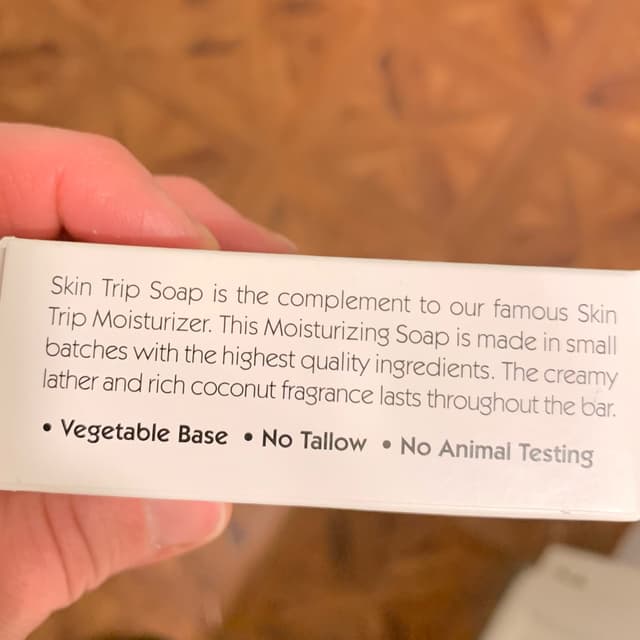 Skin Trip Soap is the complement to our famous Skin
Trip Moisturizer. This Moisturizing Soap is made in small
batches with the highest quality ingredients. The creamy
lather and rich coconut fragrance lasts throughout the bar.
• Vegetable Base • No Tallow • No Animal Testing